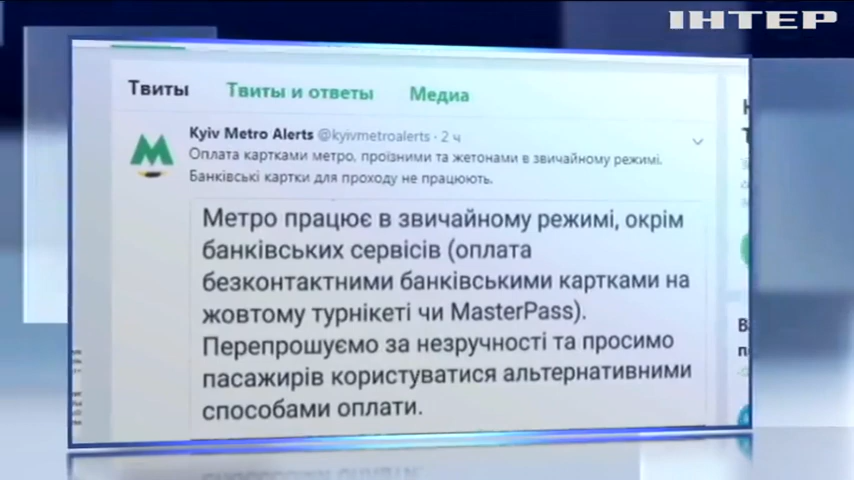 ІНТЕР
Твиты Твиты и ответы Медиа
Kyiv Metro Alerts @kyivmetroalerts · 2 ч
Оплата картками метро, проїзними та жетонами в звичайному режимі.
Банківські картки для проходу не працюють.
Метро працює в звичайному режимі, окрім
банківських сервісів (оплата
безконтактними банківськими картками на
жовтому турнікеті чи MasterPass).
Перепрошуємо за незручності та просимо
пасажирів користуватися альтернативними
способами оплати.